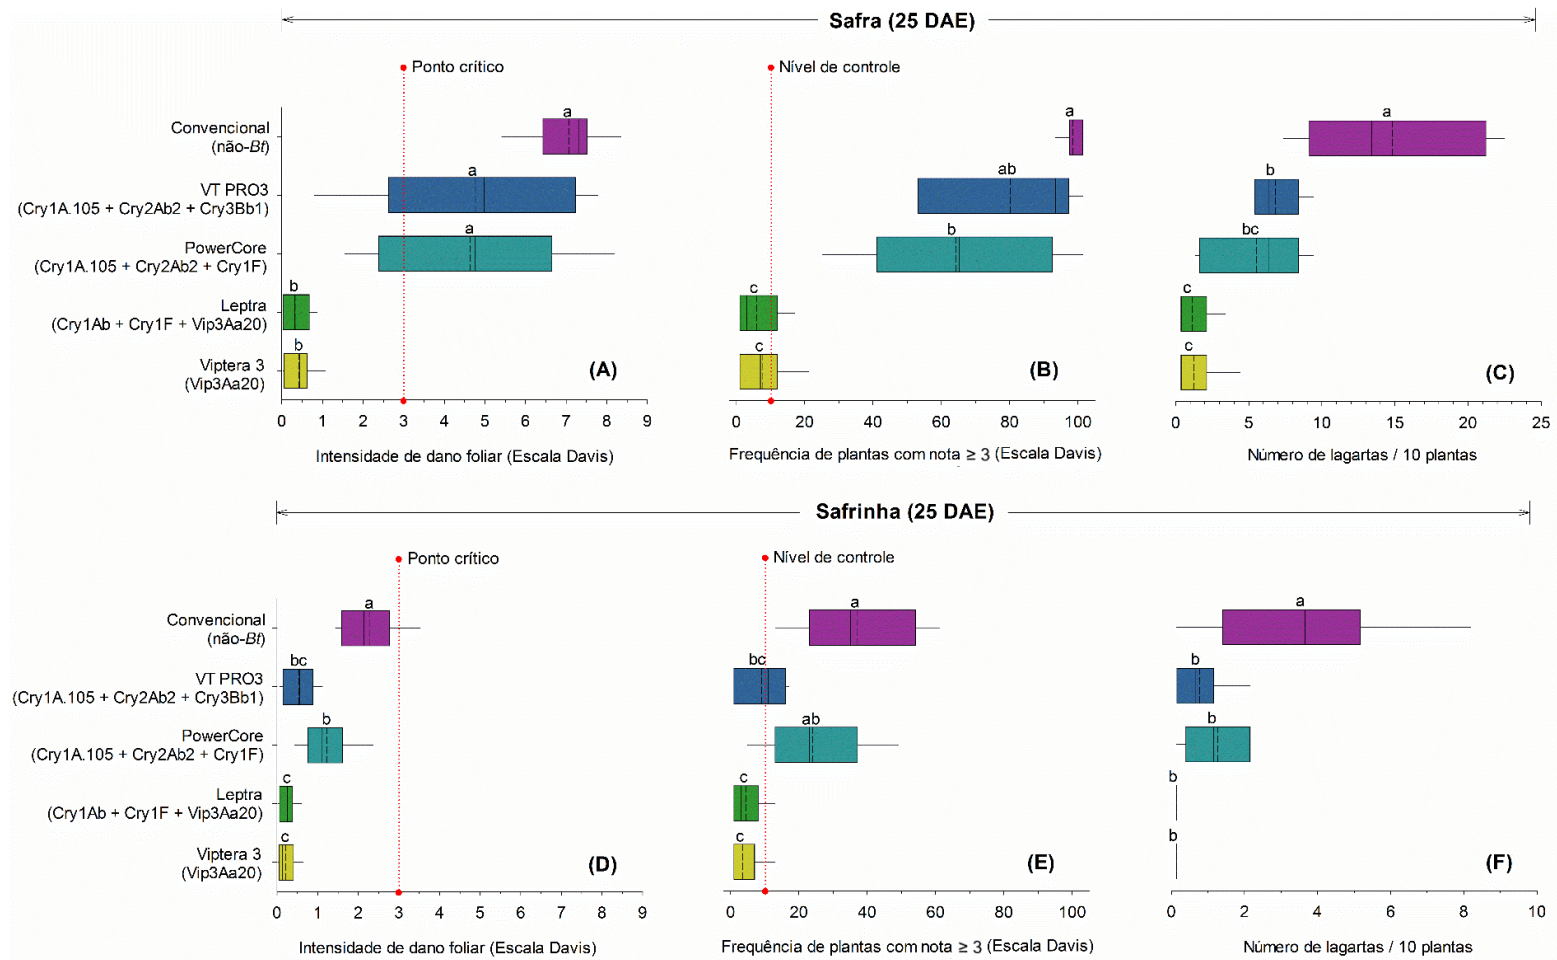 Safra (25 DAE)
Ponto crítico
Nível de controle
Convencional
(não-Bt)
VT PRO3
(Cry1A.105 + Cry2Ab2 + Cry3Bb1)
PowerCore
(Cry1A.105 + Cry2Ab2 + Cry1F)
Leptra
(Cry1Ab + Cry1F + Vip3Aa20)
Viptera 3
(Vip3Aa20)
a
a
a
b
b
(A)
0 1 2 3 4 5 6 7 8 9
Intensidade de dano foliar (Escala Davis)
a
ab
b
c
c
(B)
0 20 40 60 80 100
Frequência de plantas com nota ≥ 3 (Escala Davis)
a
b
bc
c
c
(C)
0 5 10 15 20 25
Número de lagartas / 10 plantas
Safrinha (25 DAE)
Ponto crítico
Nível de controle
Convencional
(não-Bt)
VT PRO3
(Cry1A.105 + Cry2Ab2 + Cry3Bb1)
PowerCore
(Cry1A.105 + Cry2Ab2 + Cry1F)
Leptra
(Cry1Ab + Cry1F + Vip3Aa20)
Viptera 3
(Vip3Aa20)
a
bc
b
c
c
(D)
0 1 2 3 4 5 6 7 8 9
Intensidade de dano foliar (Escala Davis)
a
bc
ab
c
c
(E)
0 20 40 60 80 100
Frequência de plantas com nota ≥ 3 (Escala Davis)
a
b
b
b
b
(F)
0 2 4 6 8 10
Número de lagartas / 10 plantas